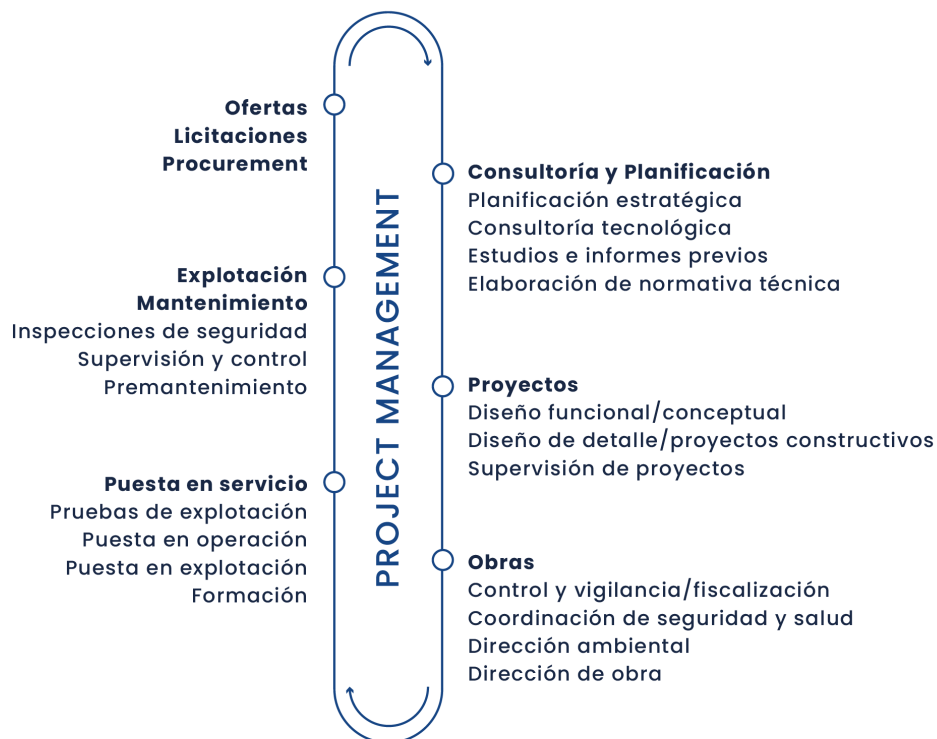 Ofertas
Licitaciones
Procurement
Explotación
Mantenimiento
Inspecciones de seguridad
Supervisión y control
Premantenimiento
Puesta en servicio
Pruebas de explotación
Puesta en operación
Puesta en explotación
Formación
PROJECT MANAGEMENT
Consultoría y Planificación
Planificación estratégica
Consultoría tecnológica
Estudios e informes previos
Elaboración de normativa técnica
Proyectos
Diseño funcional/conceptual
Diseño de detalle/proyectos constructivos
Supervisión de proyectos
Obras
Control y vigilancia/fiscalización
Coordinación de seguridad y salud
Dirección ambiental
Dirección de obra